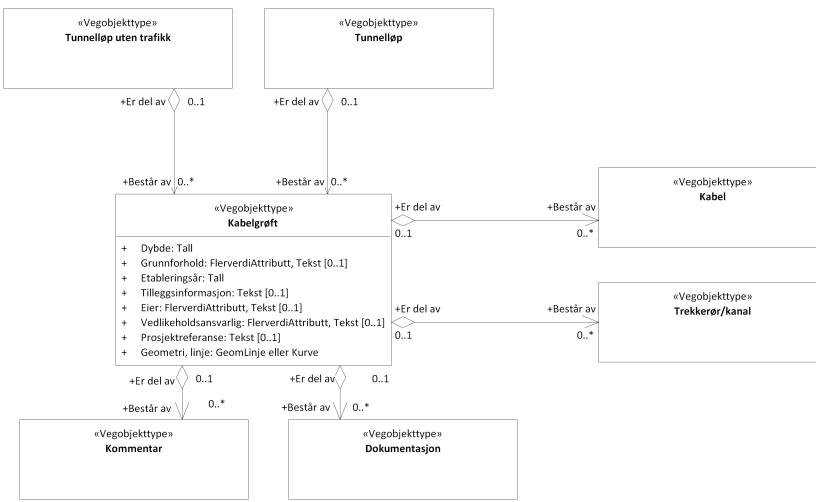 «Vegobjekttype»
Tunnelløp uten trafikk
«Vegobjekttype»
Tunnelløp
+Er del av 0..1
+Er del av 0..1
+Består av 0..*
+Består av 0..*
«Vegobjekttype»
Kabel
«Vegobjekttype»
Kabelgrøft
+ Dybde: Tall
+ Grunnforhold: FlerverdiAttributt, Tekst [0..1]
+ Etableringsår: Tall
+ Tilleggsinformasjon: Tekst [0..1]
+ Eier: FlerverdiAttributt, Tekst [0..1]
+ Vedlikeholdsansvarlig: FlerverdiAttributt, Tekst [0..1]
+ Prosjektreferanse: Tekst [0..1]
+ Geometri, linje: GeomLinje eller Kurve
+Er del av
+Består av
0..1
0..*
«Vegobjekttype»
Trekkerør/kanal
+Er del av
+Består av
0..1
0..*
+Er del av 0..1
+Er del av 0..1
+Består av 0..*
+Består av 0..*
«Vegobjekttype»
Kommentar
«Vegobjekttype»
Dokumentasjon